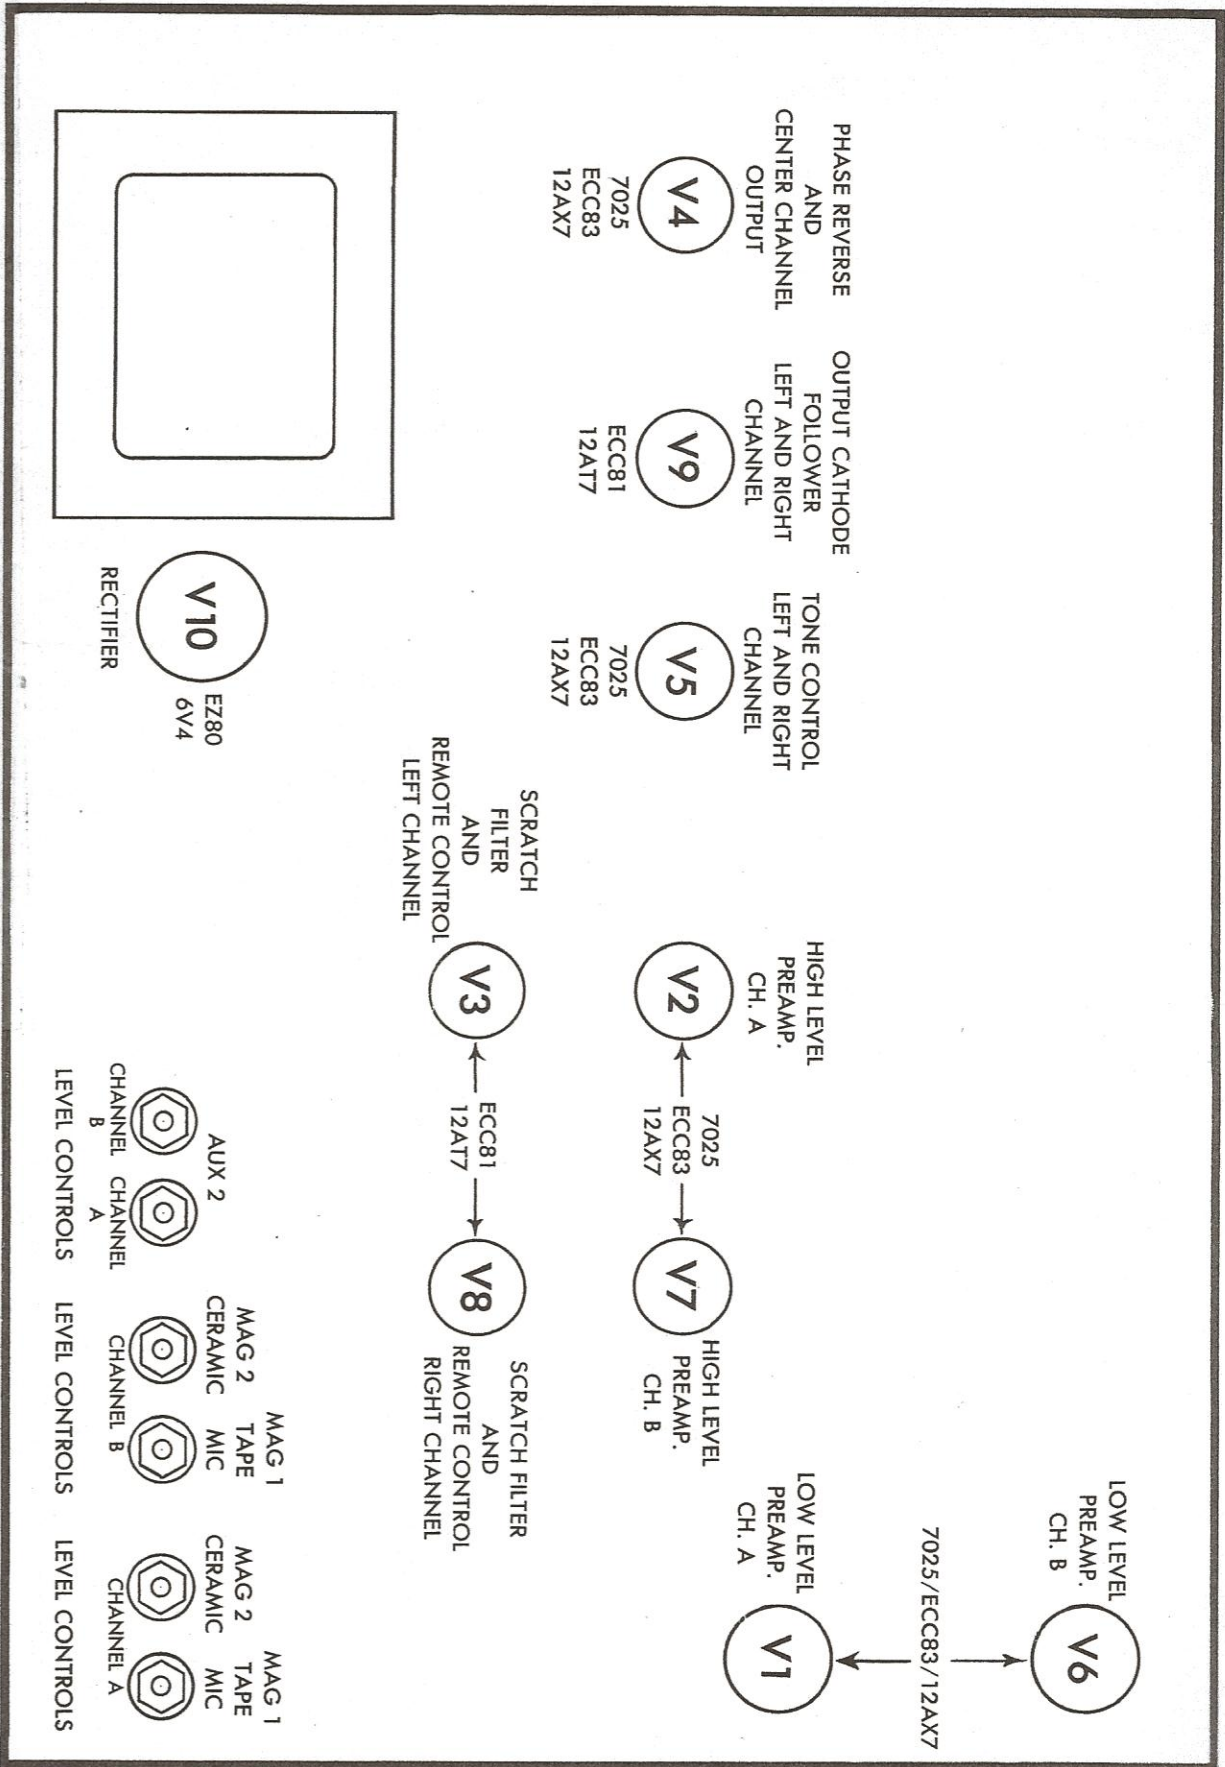 PHASE REVERSE
AND
CENTER CHANNEL
OUTPUT
V4
7025
ECC83
12AX7
OUTPUT CATHODE
FOLLOWER
LEFT AND RIGHT
CHANNEL
V9
ECC81
12AT7
TONE CONTROL
LEFT AND RIGHT
CHANNEL
V5
7025
ECC83
12AX7
HIGH LEVEL
PREAMP.
CH. A
V2
7025
ECC83
12AX7
V7
HIGH LEVEL
PREAMP.
CH. B
LOW LEVEL
PREAMP.
CH. B
V6
7025/ECC83/12AX7
LOW LEVEL
PREAMP.
CH. A
V1
SCRATCH
FILTER
AND
REMOTE CONTROL
LEFT CHANNEL
V3
ECC81
12AT7
V8
SCRATCH FILTER
AND
REMOTE CONTROL
RIGHT CHANNEL
V10
EZ80
6V4
RECTIFIER
AUX 2
CHANNEL
B
CHANNEL
A
LEVEL CONTROLS
MAG 1
MAG 2 TAPE
CERAMIC MIC
CHANNEL B
LEVEL CONTROLS
MAG 1
MAG 2 TAPE
CERAMIC MIC
CHANNEL A
LEVEL CONTROLS